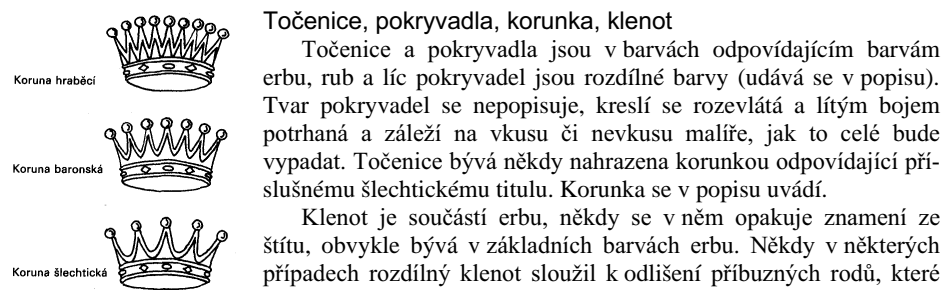 Koruna hraběcí
Koruna baronská
Koruna šlechtická
Točenice, pokryvadla, korunka, klenot
Točenice a pokryvadla jsou v barvách odpovídajícím barvám
erbu, rub a líc pokryvadel jsou rozdílné barvy (udává se v popisu).
Tvar pokryvadel se nepopisuje, kreslí se rozevlátá a lítým bojem
potrhaná a záleží na vkusu či nevkusu malíře, jak to celé bude
vypadat. Točenice bývá někdy nahrazena korunkou odpovídající pří-
slušnému šlechtickému titulu. Korunka se v popisu uvádí.
Klenot je součástí erbu, někdy se v něm opakuje znamení ze
štítu, obvykle bývá v základních barvách erbu. Někdy v některých
případech rozdílný klenot sloužil k odlišení příbuzných rodů, které